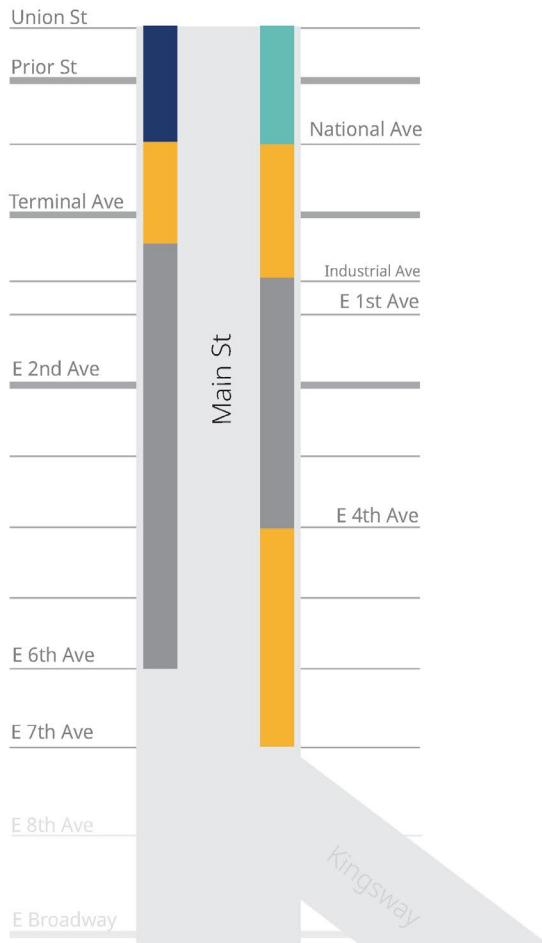 Union St
Prior St
National Ave
Terminal Ave
Industrial Ave
E 1st Ave
Main St
E 2nd Ave
E 4th Ave
E 6th Ave
E 7th Ave
E 8th Ave
Kingsway
E Broadway